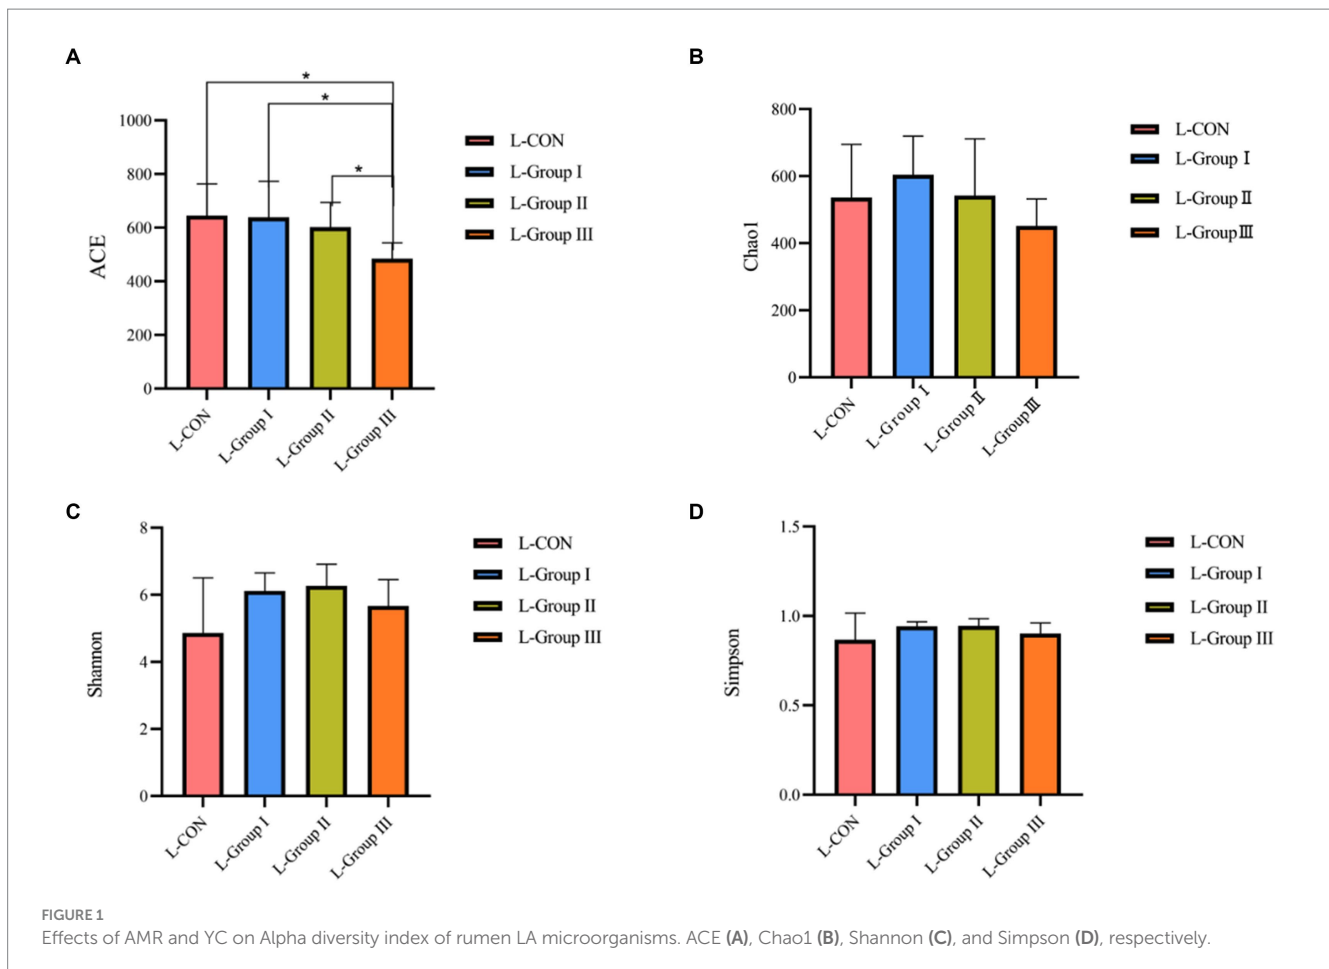 A
*
*
*
1000
800
600
400
200
0
ACE
L-CON
L-Group I
L-Group II
L-Group III
L-CON
L-Group I
L-Group II
L-Group III
B
800
600
400
200
0
Chao1
L-CON
L-Group Ⅰ
L-Group Ⅱ
L-GroupⅢ
L-CON
L-Group Ⅰ
L-Group Ⅱ
L-GroupⅢ
C
8
6
4
2
0
Shannon
L-CON
L-Group I
L-Group II
L-Group III
L-CON
L-Group I
L-Group II
L-Group III
D
1.5
1.0
0.5
0.0
Simpson
L-CON
L-Group I
L-Group II
L-Group III
L-CON
L-Group I
L-Group II
L-Group III
FIGURE 1
Effects of AMR and YC on Alpha diversity index of rumen LA microorganisms. ACE (A), Chao1 (B), Shannon (C), and Simpson (D), respectively.